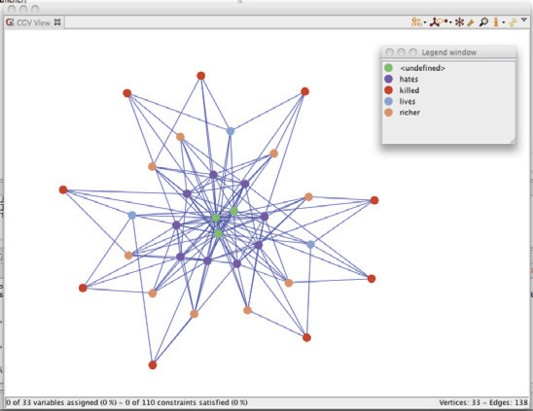 CGV View
Legend window
<undefined>
hates
killed
lives
richer
0 of 33 variables assigned (0 %) - 0 of 110 constraints satisfied (0 %)
Vertices: 33 - Edges: 138